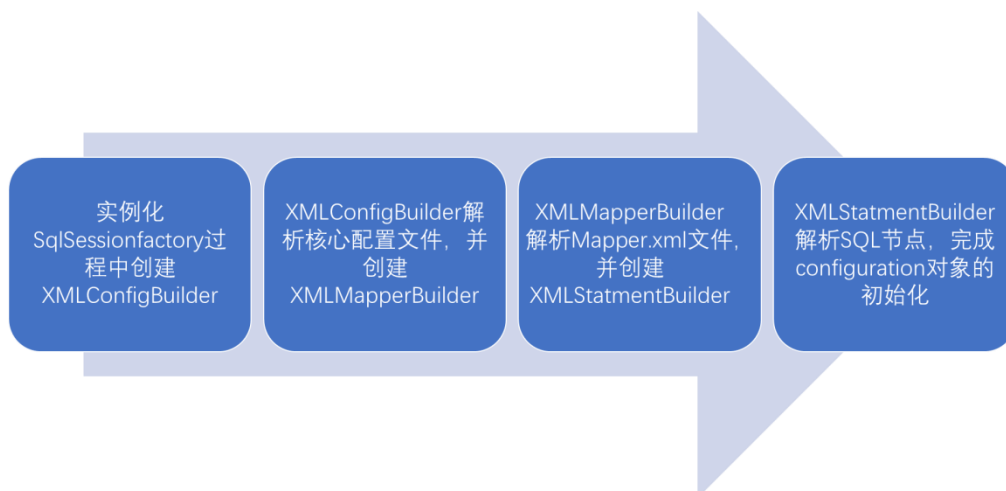 实例化
SqlSessionfactory过
程中创建
XMLConfigBuilder
XMLConfigBuilder解
析核心配置文件，并
创建
XMLMapperBuilder
XMLMapperBuilder
解析Mapper.xml文件，
并创建
XMLStatmentBuilder
XMLStatmentBuilder
解析SQL节点，完成
configuration对象的
初始化